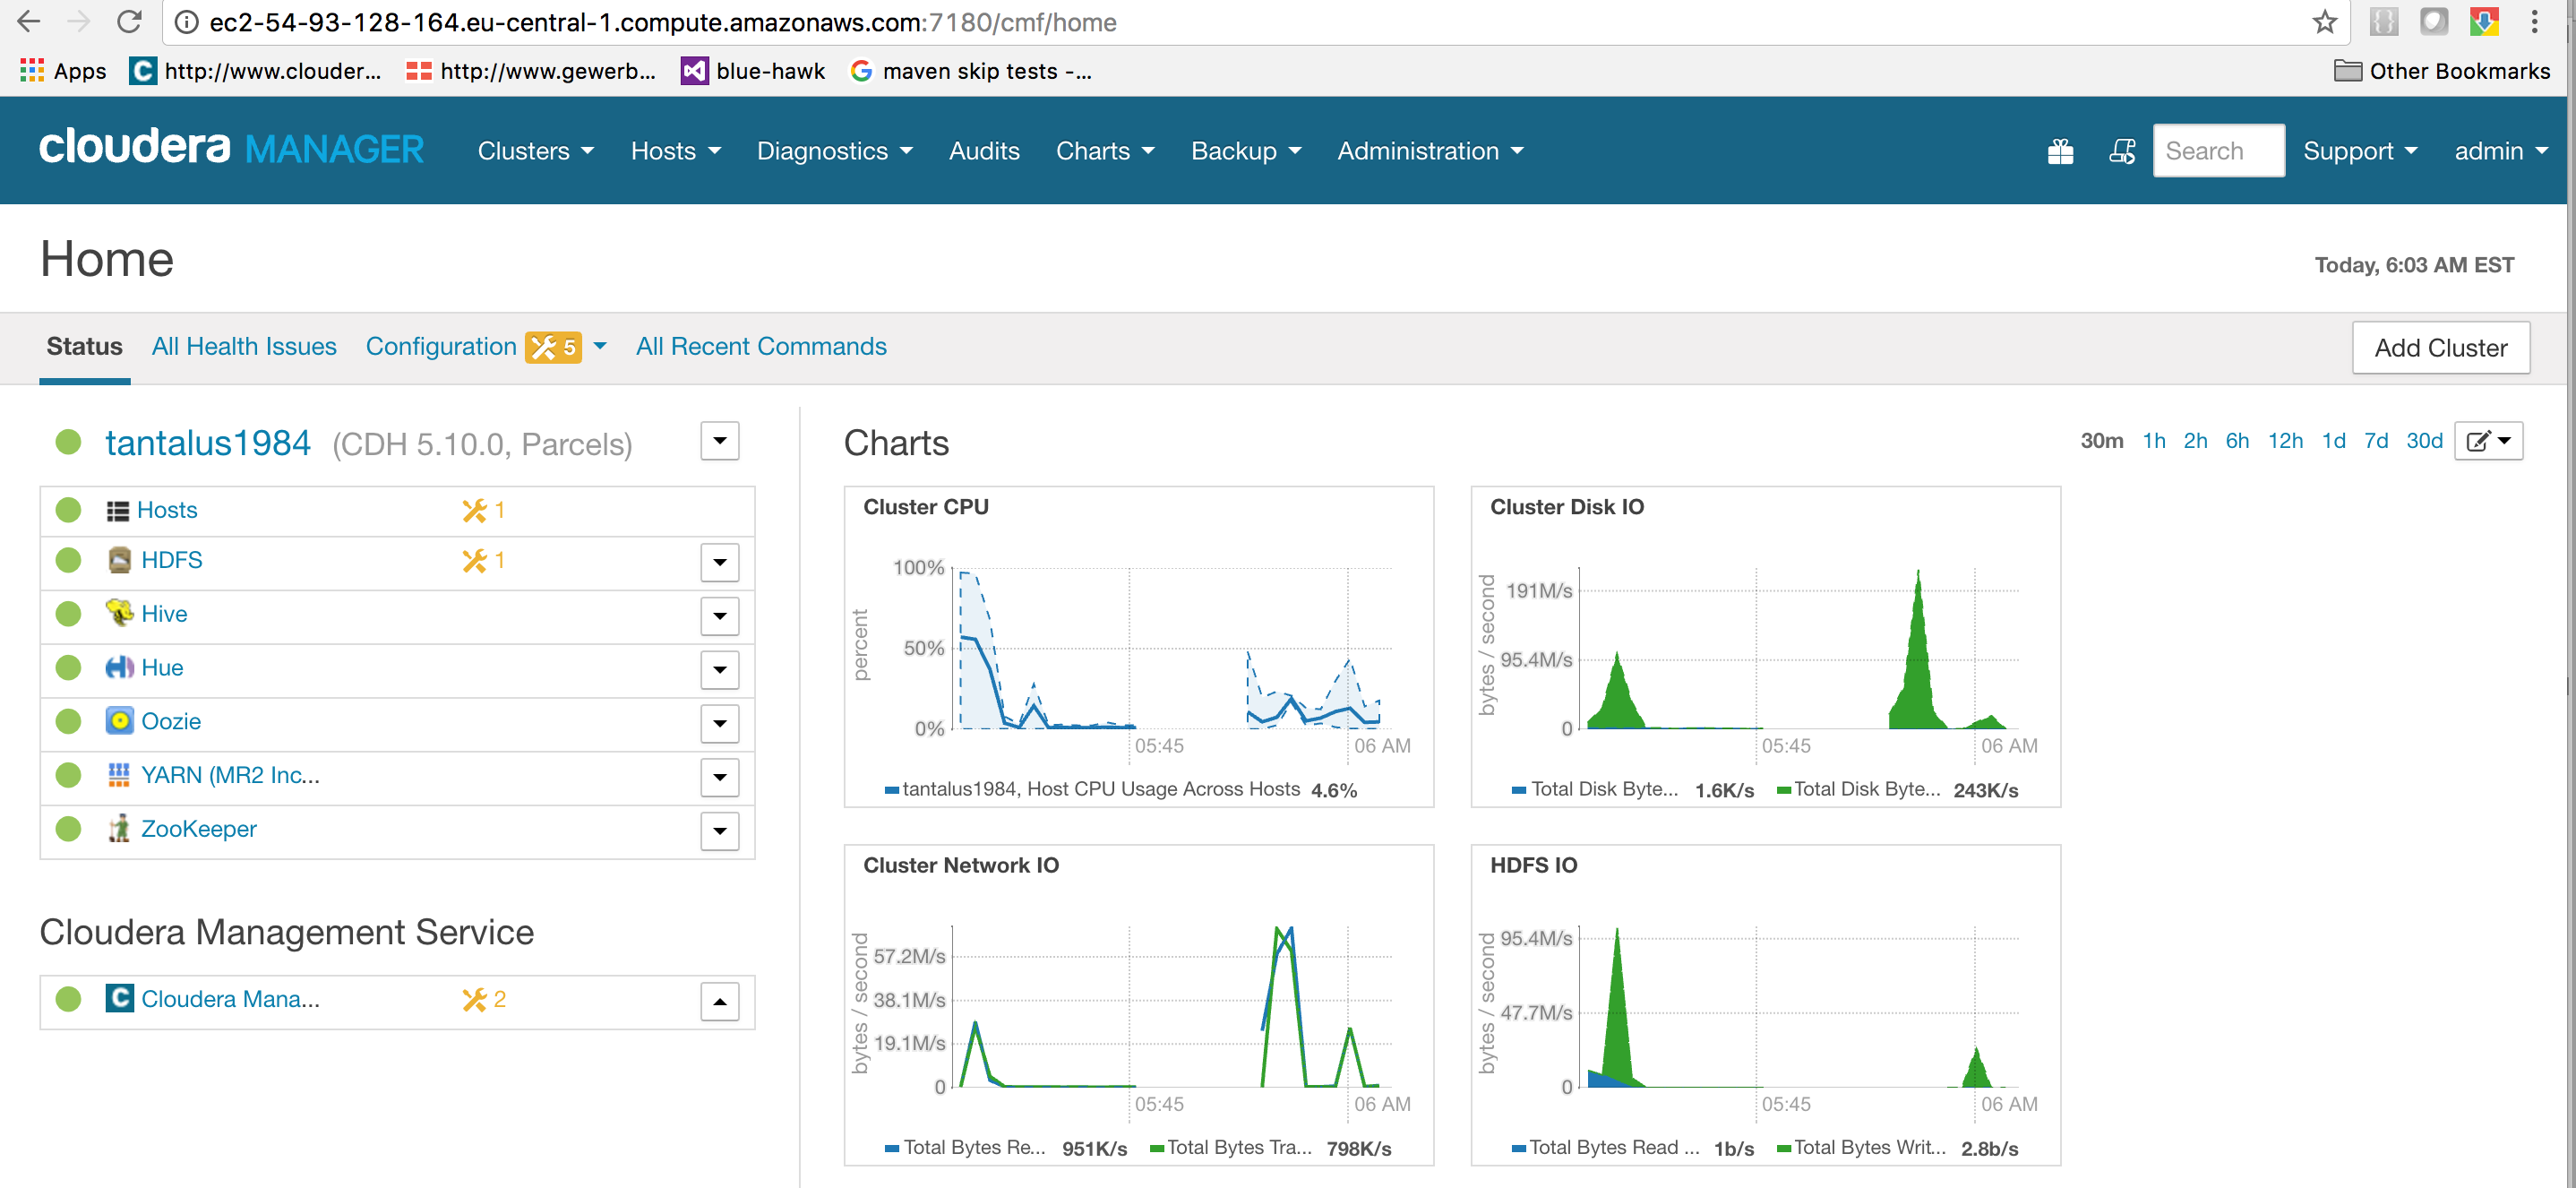 ec2-54-93-128-164.eu-central-1.compute.amazonaws.com:7180/cmf/home
Apps http://www.clouder... http://www.gewerb... blue-hawk maven skip tests -... Other Bookmarks
cloudera MANAGER Clusters Hosts Diagnostics Audits Charts Backup Administration Search Support admin
Home
Today, 6:03 AM EST
Status All Health Issues Configuration 5 All Recent Commands Add Cluster
tantalus1984 (CDH 5.10.0, Parcels)
Hosts 1
HDFS 1
Hive
Hue
Oozie
YARN (MR2 Inc...
ZooKeeper
Cloudera Management Service
C Cloudera Mana... 2
Charts
30m 1h 2h 6h 12h 1d 7d 30d
Cluster CPU
percent
100%
50%
0%
05:45 06 AM
tantalus1984, Host CPU Usage Across Hosts 4.6%
Cluster Disk IO
bytes / second
191M/s
95.4M/s
0
05:45 06 AM
Total Disk Byte... 1.6K/s Total Disk Byte... 243K/s
Cluster Network IO
bytes / second
57.2M/s
38.1M/s
19.1M/s
0
05:45 06 AM
Total Bytes Re... 951K/s Total Bytes Tra... 798K/s
HDFS IO
bytes / second
95.4M/s
47.7M/s
0
05:45 06 AM
Total Bytes Read ... 1b/s Total Bytes Writ... 2.8b/s